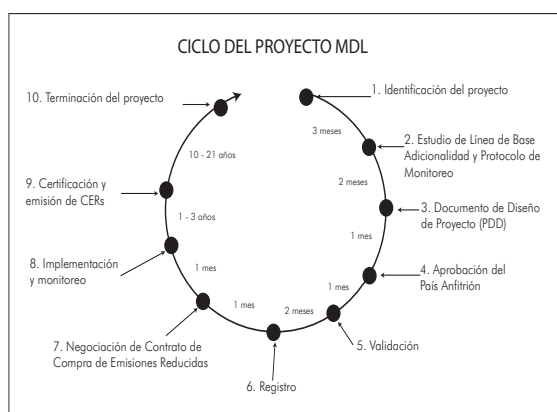 CICLO DEL PROYECTO MDL
1. Identificación del proyecto
3 meses
2. Estudio de Línea de Base
Adicionalidad y Protocolo de
Monitoreo
2 meses
3. Documento de Diseño
de Proyecto (PDD)
1 mes
4. Aprobación del
País Anfitrión
1 mes
5. Validación
2 meses
6. Registro
1 mes
7. Negociación de Contrato de
Compra de Emisiones Reducidas
1 mes
8. Implementación
y monitoreo
1 - 3 años
9. Certificación y
emisión de CERs
10 - 21 años
10. Terminación del proyecto